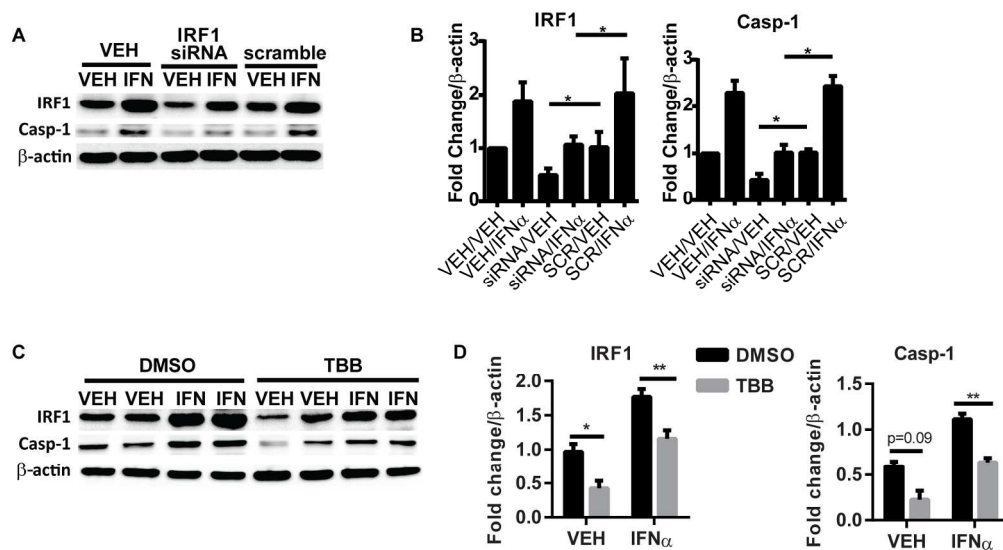 A
VEH
IRF1
siRNA
scramble
VEH IFN VEH IFN VEH IFN
IRF1
Casp-1
β-actin
B
IRF1
Fold Change/β-actin
3
2
1
0
*
*
VEH/VEH
VEH/IFNα
siRNA/VEH
siRNA/IFNα
SCR/VEH
SCR/IFNα
Casp-1
Fold Change/β-actin
3
2
1
0
*
*
VEH/VEH
VEH/IFNα
siRNA/VEH
siRNA/IFNα
SCR/VEH
SCR/IFNα
C
DMSO TBB
VEH VEH IFN IFN VEH VEH IFN IFN
IRF1
Casp-1
β-actin
D
IRF1
Fold change/β-actin
2.0
1.5
1.0
0.5
0.0
*
**
VEH IFNα
DMSO
TBB
Casp-1
Fold change/β-actin
1.5
1.0
0.5
0.0
p=0.09
**
VEH IFNα